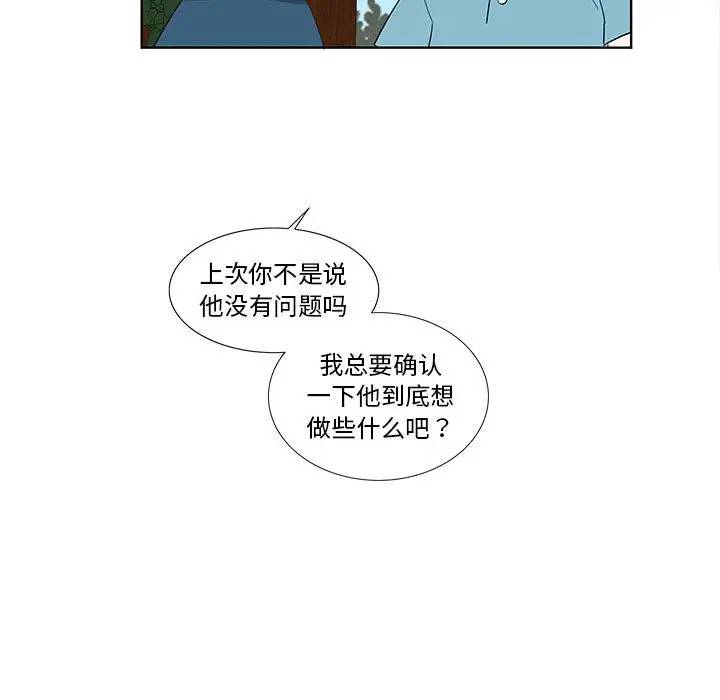 上次你不是说
他没有问题吗
我总要确认
一下他到底想
做些什么吧？